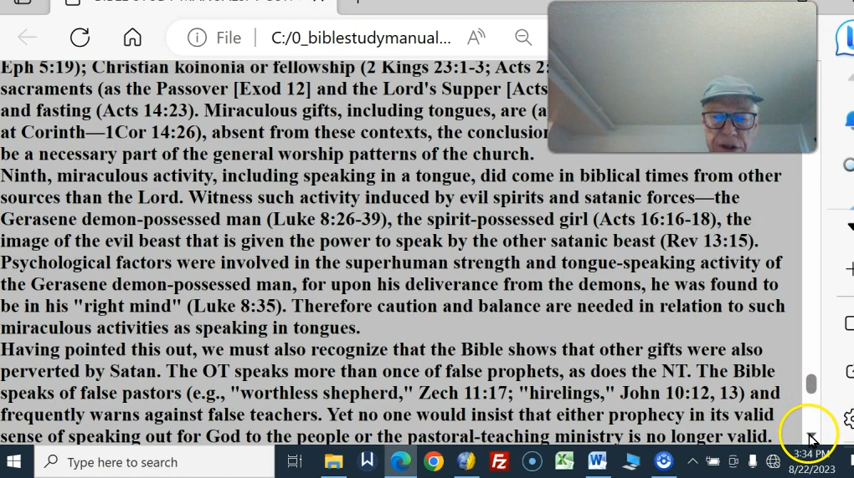 File
C:/0_biblestudymanual...
Eph 5:19); Christian koinonia or fellowship (2 Kings 23:1-3; Acts 2:
sacraments (as the Passover [Exod 12] and the Lord's Supper [Acts
and fasting (Acts 14:23). Miraculous gifts, including tongues, are (a
at Corinth—1Cor 14:26), absent from these contexts, the conclusion
be a necessary part of the general worship patterns of the church.
Ninth, miraculous activity, including speaking in a tongue, did come in biblical times from other
sources than the Lord. Witness such activity induced by evil spirits and satanic forces—the
Gerasene demon-possessed man (Luke 8:26-39), the spirit-possessed girl (Acts 16:16-18), the
image of the evil beast that is given the power to speak by the other satanic beast (Rev 13:15).
Psychological factors were involved in the superhuman strength and tongue-speaking activity of
the Gerasene demon-possessed man, for upon his deliverance from the demons, he was found to
be in his "right mind" (Luke 8:35). Therefore caution and balance are needed in relation to such
miraculous activities as speaking in tongues.
Having pointed this out, we must also recognize that the Bible shows that other gifts were also
perverted by Satan. The OT speaks more than once of false prophets, as does the NT. The Bible
speaks of false pastors (e.g., "worthless shepherd," Zech 11:17; "hirelings," John 10:12, 13) and
frequently warns against false teachers. Yet no one would insist that either prophecy in its valid
sense of speaking out for God to the people or the pastoral-teaching ministry is no longer valid.
Type here to search
3:34 PM
8/22/2023